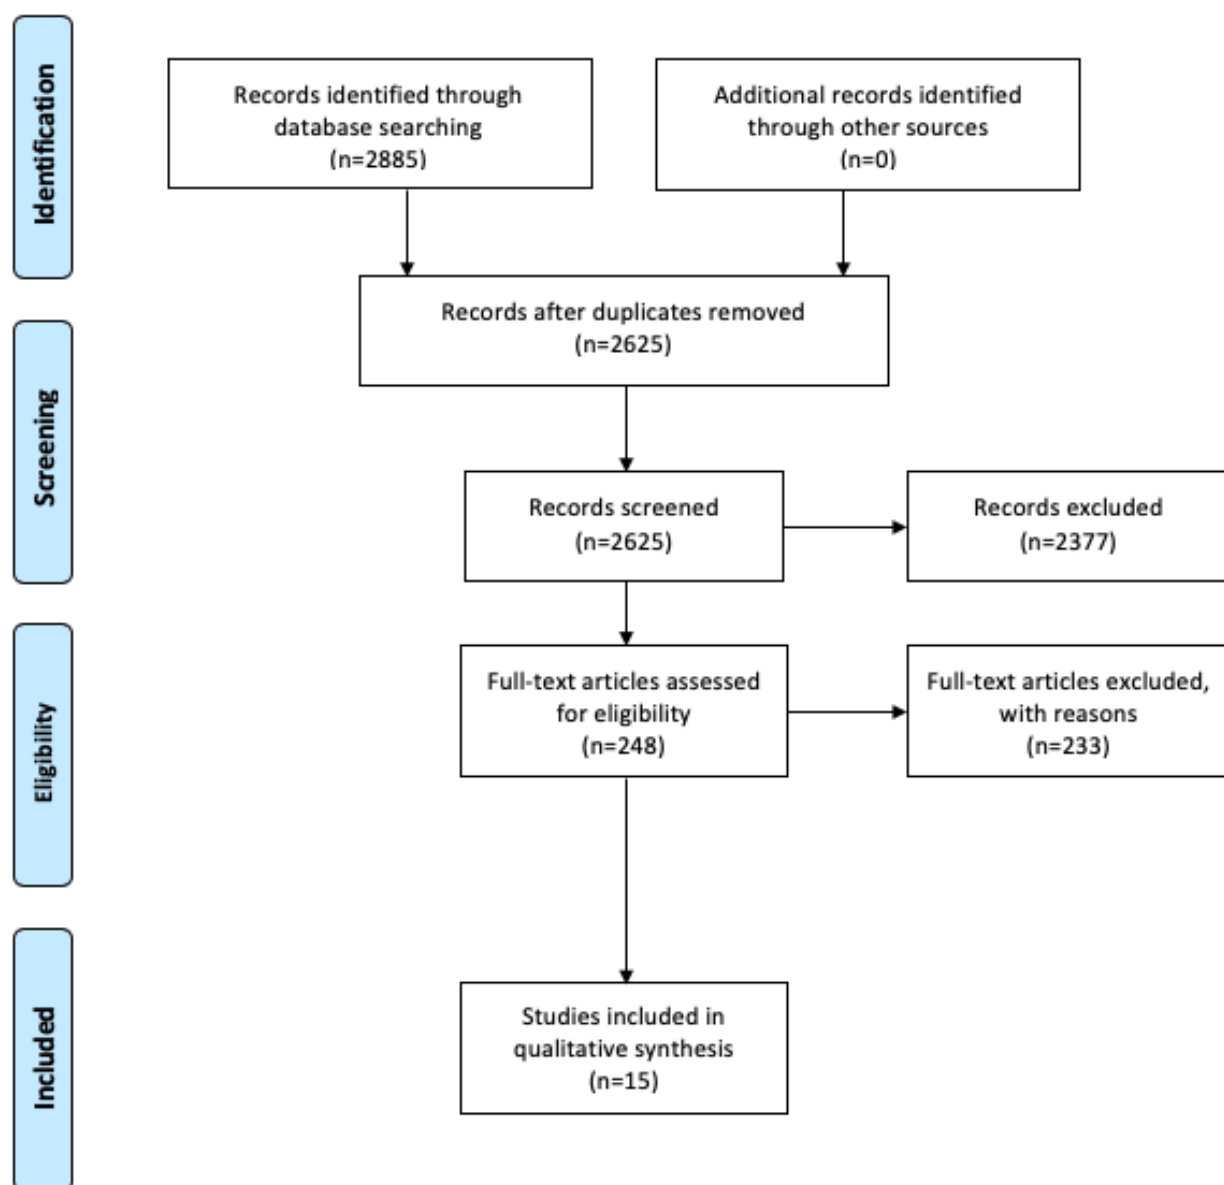 Identification
Records identified through
database searching
(n=2885)
Additional records identified
through other sources
(n=0)
Records after duplicates removed
(n=2625)
Screening
Records screened
(n=2625)
Records excluded
(n=2377)
Eligibility
Full-text articles assessed
for eligibility
(n=248)
Full-text articles excluded,
with reasons
(n=233)
Included
Studies included in
qualitative synthesis
(n=15)